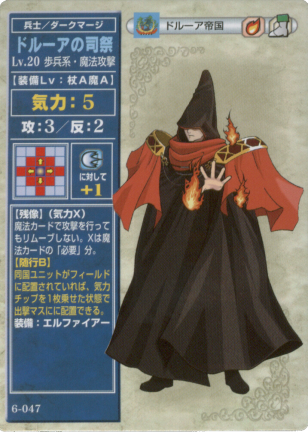 兵士／ダークマージ
ドルーアの司祭
Lv.20 歩兵系・魔法攻撃
【装備Lv：杖A魔A】
気力：5
攻：3／反：2
に対して
+1
【残像】（気力X）
魔法カードで攻撃を行って
もリムーブしない。Xは魔
法カードの「必要」分。
【随行B】
同国ユニットがフィールド
に配置されていれば、気力
チップを1枚乗せた状態で
出撃マスにに配置できる。
装備：エルファイアー
6-047
ドルーア帝国